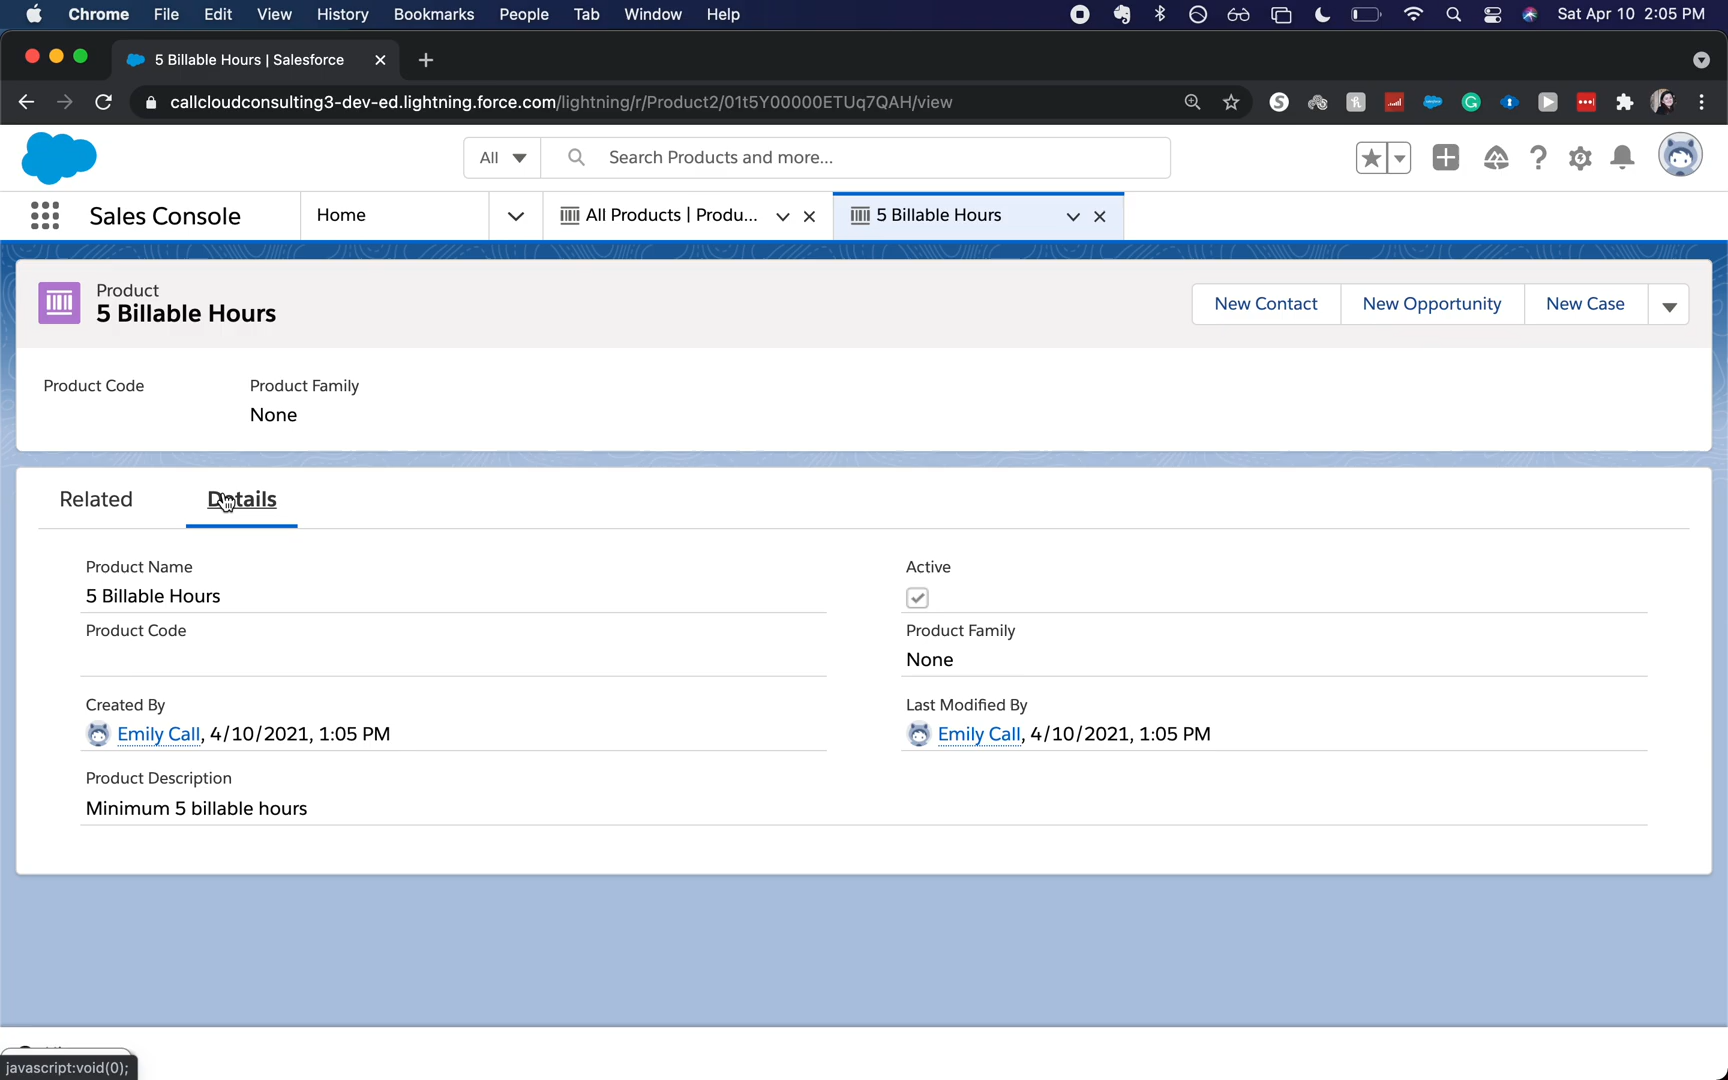 Chrome File Edit View History Bookmarks People Tab Window Help Sat Apr 10 2:05 PM
5 Billable Hours | Salesforce
callcloudconsulting3-dev-ed.lightning.force.com/lightning/r/Product2/01t5Y00000ETUq7QAH/view
All Search Products and more...
Sales Console Home All Products | Produ... 5 Billable Hours
Product
5 Billable Hours
New Contact New Opportunity New Case
Product Code Product Family
None
Related Details
Product Name Active
5 Billable Hours
Product Code Product Family
None
Created By Last Modified By
Emily Call, 4/10/2021, 1:05 PM Emily Call, 4/10/2021, 1:05 PM
Product Description
Minimum 5 billable hours
javascript:void(0);